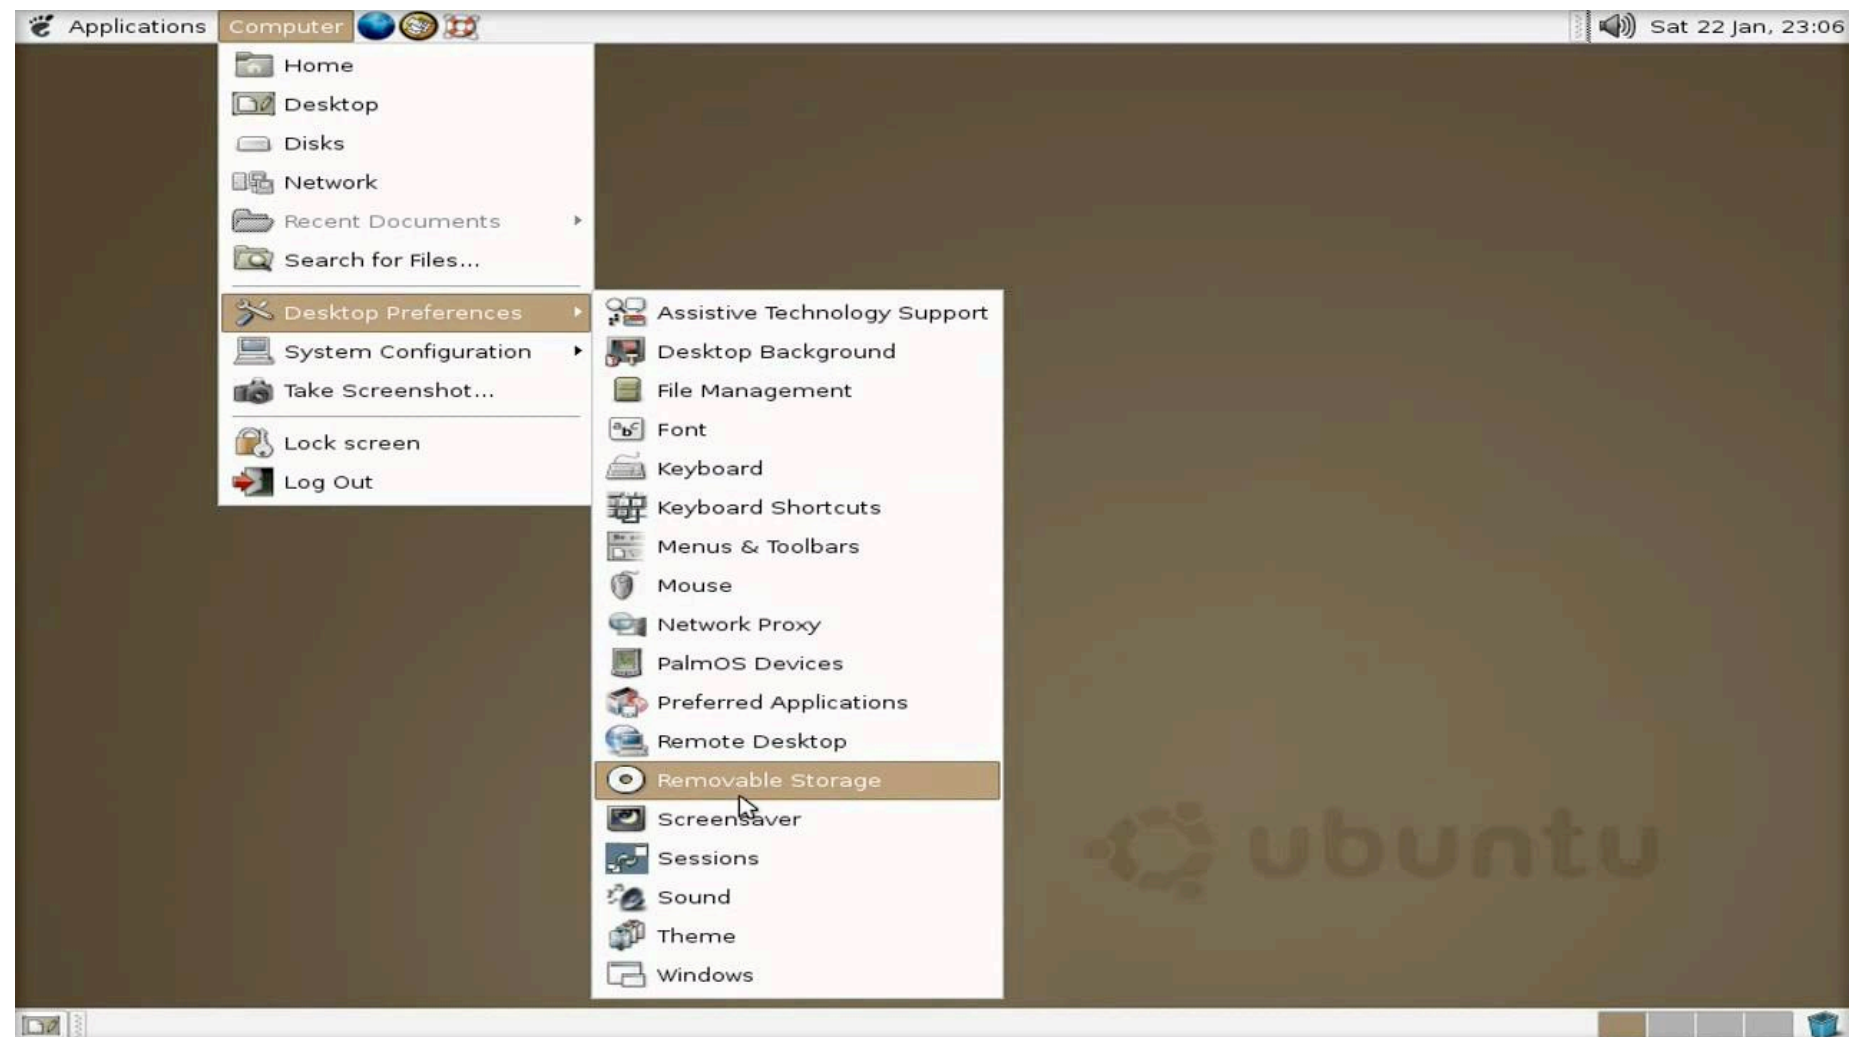 Applications Computer Sat 22 Jan, 23:06
Home
Desktop
Disks
Network
Recent Documents
Search for Files...
Desktop Preferences
System Configuration
Take Screenshot...
Lock screen
Log Out
Assistive Technology Support
Desktop Background
File Management
Font
Keyboard
Keyboard Shortcuts
Menus & Toolbars
Mouse
Network Proxy
PalmOS Devices
Preferred Applications
Remote Desktop
Removable Storage
Screensaver
Sessions
Sound
Theme
Windows
ubuntu